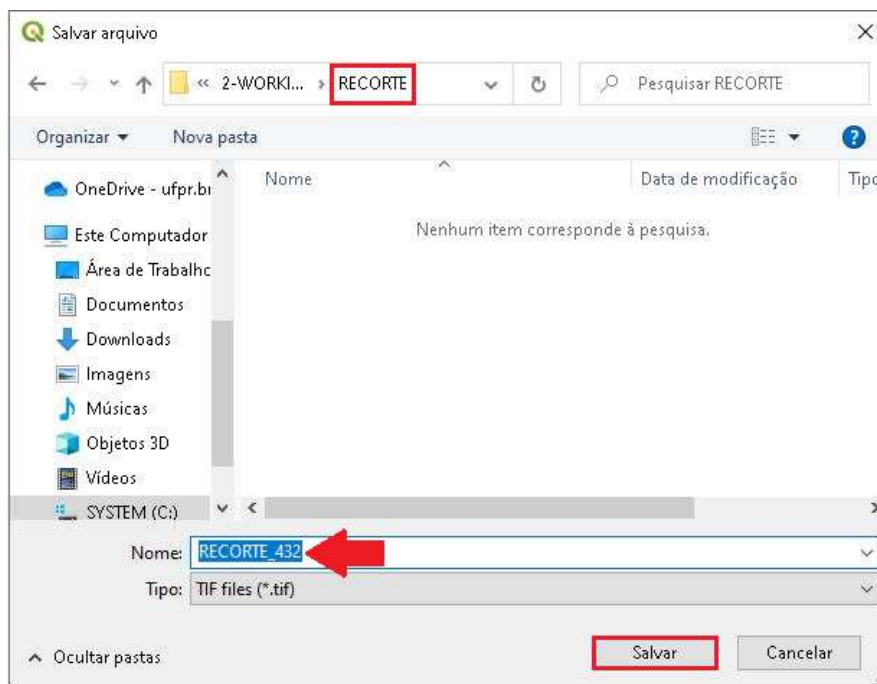 Salvar arquivo
« 2-WORKI... › RECORTE
Pesquisar RECORTE
Organizar
Nova pasta
Nome
Data de modificação
Tipo
Nenhum item corresponde à pesquisa.
OneDrive - ufpr.br
Este Computador
Área de Trabalho
Documentos
Downloads
Imagens
Músicas
Objetos 3D
Vídeos
SYSTEM (C:)
Nome: RECORTE_432
Tipo: TIF files (*.tif)
Ocultar pastas
Salvar
Cancelar